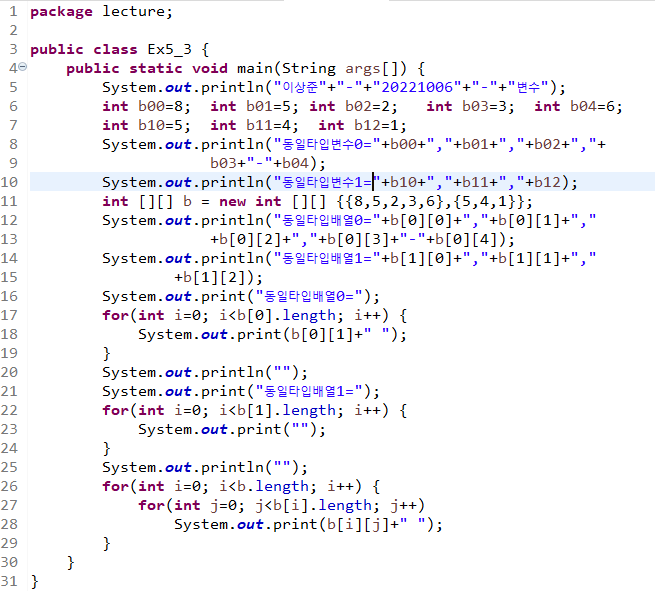 1 package lecture;
2
3 public class Ex5_3 {
4 public static void main(String args[]) {
5 System.out.println("이상준"+"-"+"20221006"+"-"+"변수");
6 int b00=8; int b01=5; int b02=2; int b03=3; int b04=6;
7 int b10=5; int b11=4; int b12=1;
8 System.out.println("동일타입변수0="+b00+","+b01+","+b02+","+
9 b03+"-"+b04);
10 System.out.println("동일타입변수1="+b10+","+b11+","+b12);
11 int [][] b = new int [][] {{8,5,2,3,6},{5,4,1}};
12 System.out.println("동일타입배열0="+b[0][0]+","+b[0][1]+","
13 +b[0][2]+","+b[0][3]+"-"+b[0][4]);
14 System.out.println("동일타입배열1="+b[1][0]+","+b[1][1]+","
15 +b[1][2]);
16 System.out.print("동일타입배열0=");
17 for(int i=0; i<b[0].length; i++) {
18 System.out.print(b[0][1]+" ");
19 }
20 System.out.println("");
21 System.out.print("동일타입배열1=");
22 for(int i=0; i<b[1].length; i++) {
23 System.out.print("");
24 }
25 System.out.println("");
26 for(int i=0; i<b.length; i++) {
27 for(int j=0; j<b[i].length; j++)
28 System.out.print(b[i][j]+" ");
29 }
30 }
31 }